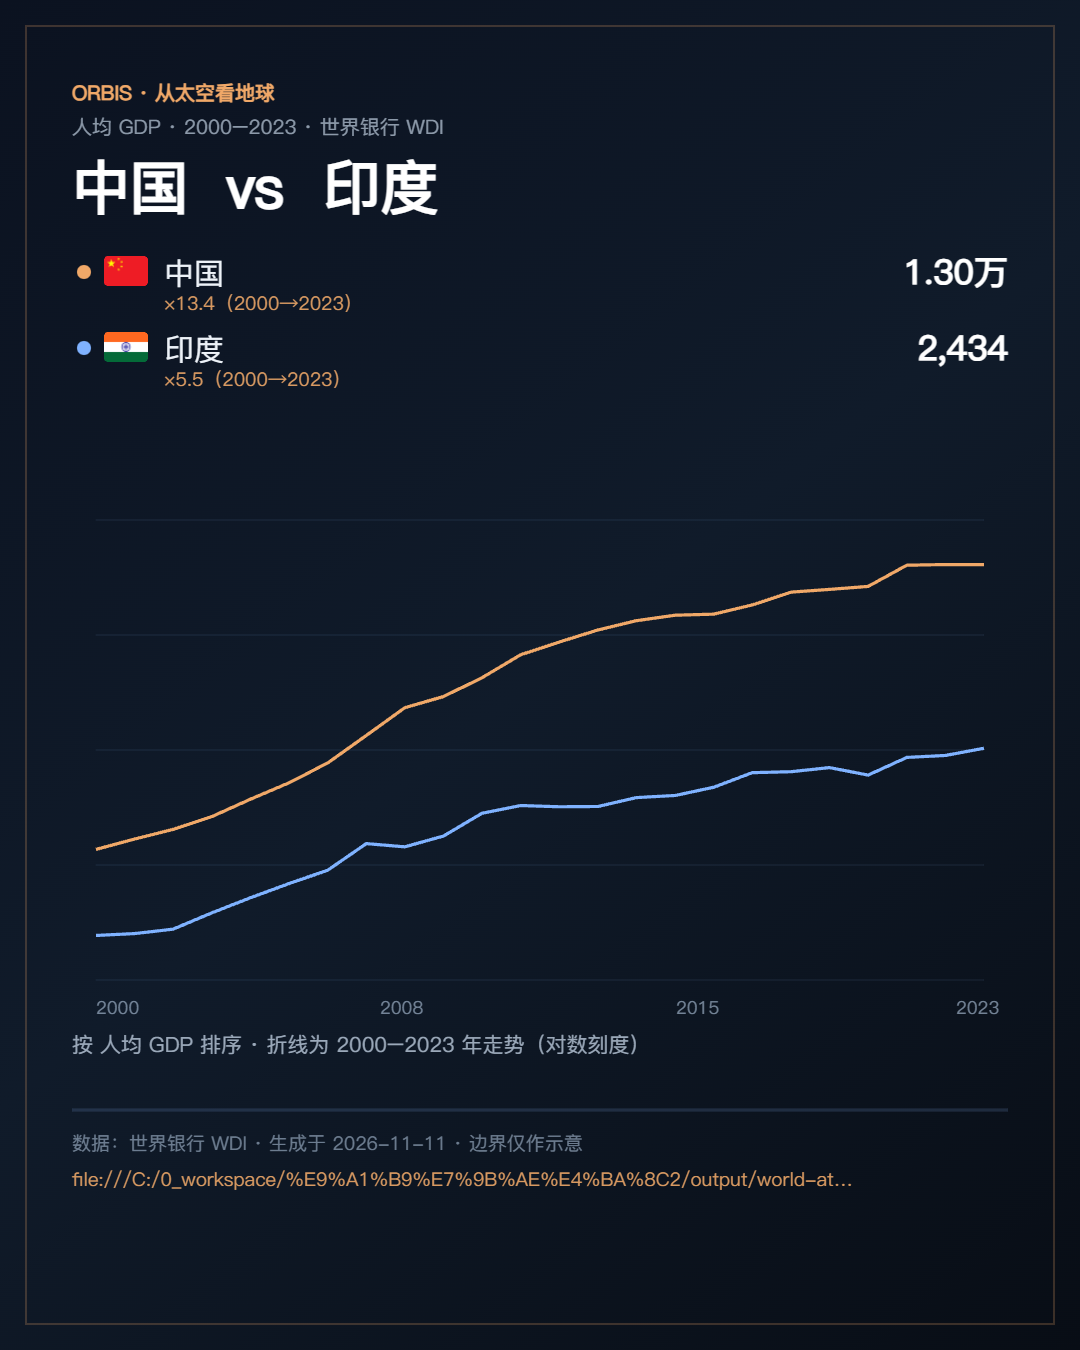 ORBIS · 从太空看地球
人均 GDP · 2000—2023 · 世界银行 WDI
中国 vs 印度
中国 1.30万
×13.4（2000→2023）
印度 2,434
×5.5（2000→2023）
2000 2008 2015 2023
按 人均 GDP 排序 · 折线为 2000—2023 年走势（对数刻度）
数据：世界银行 WDI · 生成于 2026-11-11 · 边界仅作示意
file:///C:/0_workspace/%E9%A1%B9%E7%9B%AE%E4%BA%8C2/output/world-at…